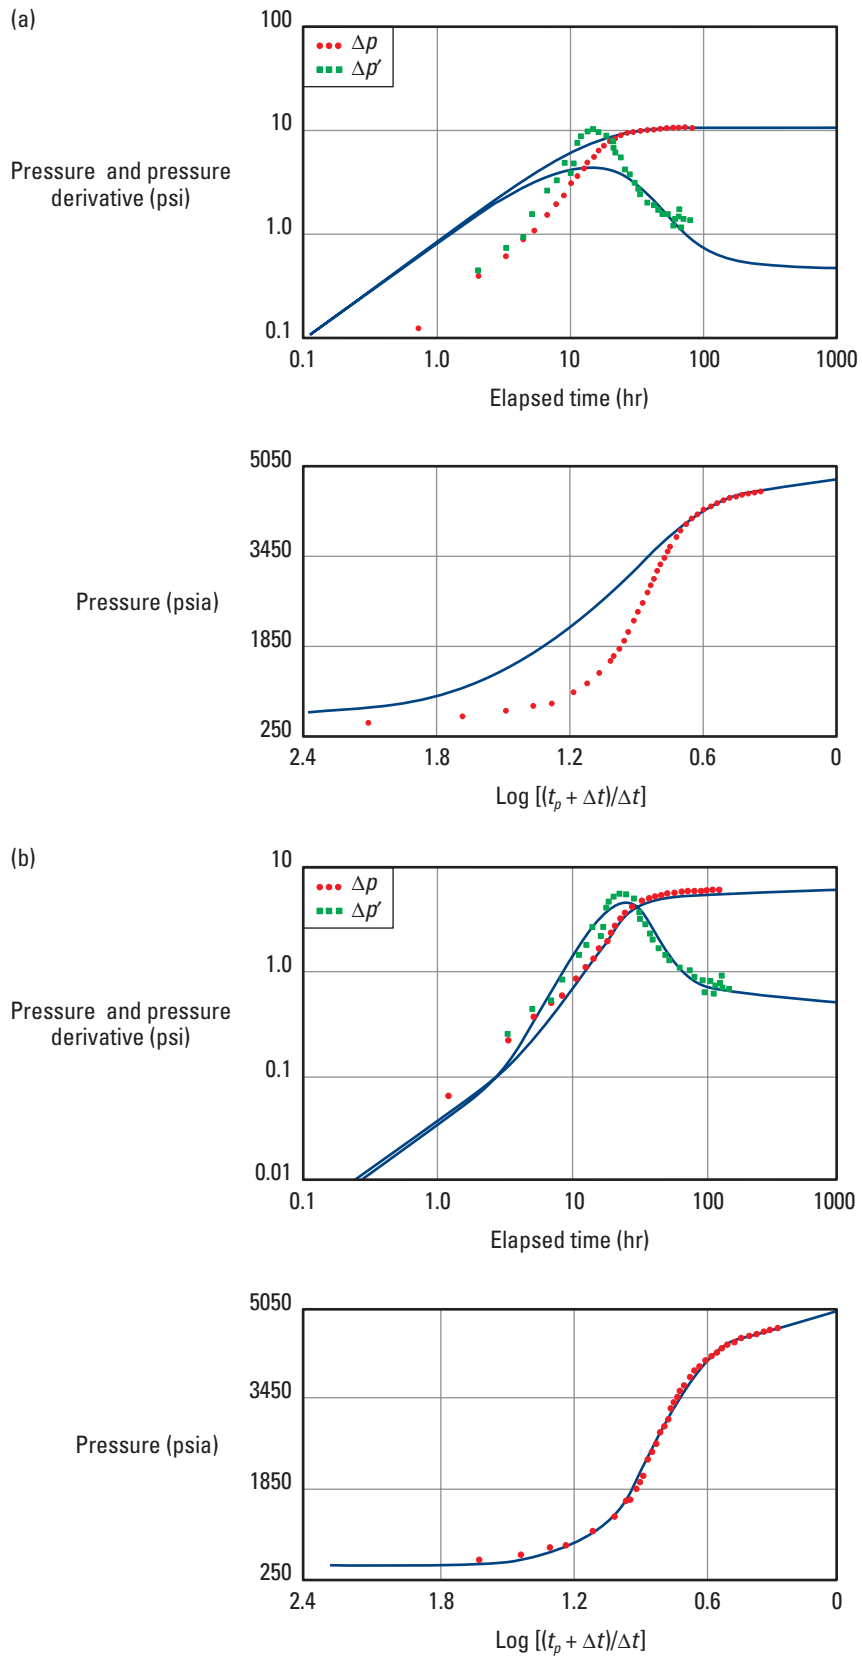 (a)
100
10
1.0
0.1
Δp
Δp′
Pressure and pressure
derivative (psi)
0.1 1.0 10 100 1000
Elapsed time (hr)
5050
3450
1850
250
Pressure (psia)
2.4 1.8 1.2 0.6 0
Log [(tp + Δt)/Δt]
(b)
10
1.0
0.1
0.01
Δp
Δp′
Pressure and pressure
derivative (psi)
0.1 1.0 10 100 1000
Elapsed time (hr)
5050
3450
1850
250
Pressure (psia)
2.4 1.8 1.2 0.6 0
Log [(tp + Δt)/Δt]